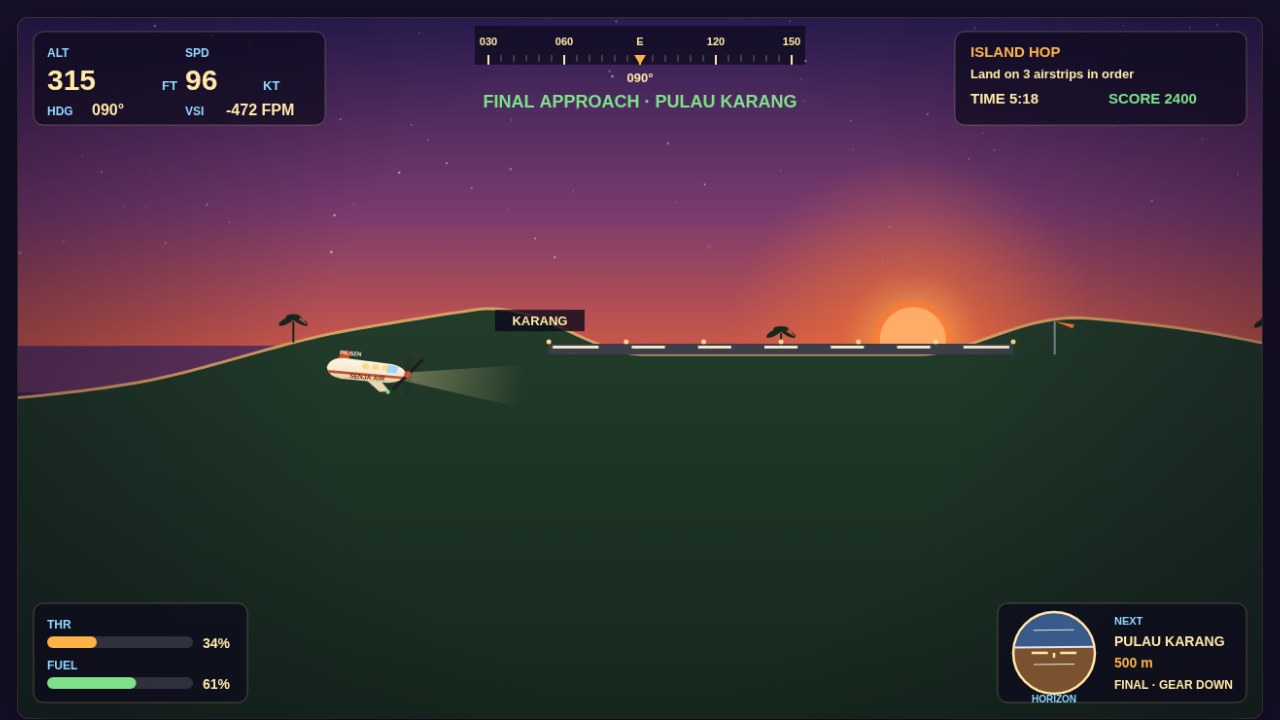 ALT SPD
315 FT 96 KT
HDG 090° VSI -472 FPM
030 060 E 120 150
090°
FINAL APPROACH · PULAU KARANG
ISLAND HOP
Land on 3 airstrips in order
TIME 5:18 SCORE 2400
KARANG
SENJA AIR
THR
34%
FUEL
61%
HORIZON
NEXT
PULAU KARANG
500 m
FINAL · GEAR DOWN